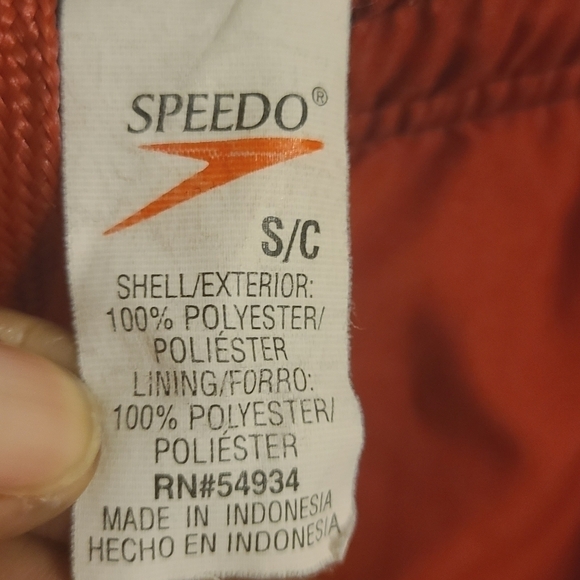 SPEEDO®
S/C
SHELL/EXTERIOR:
100% POLYESTER/
POLIÉSTER
LINING/FORRO:
100% POLYESTER/
POLIÉSTER
RN#54934
MADE IN INDONESIA
HECHO EN INDONESIA